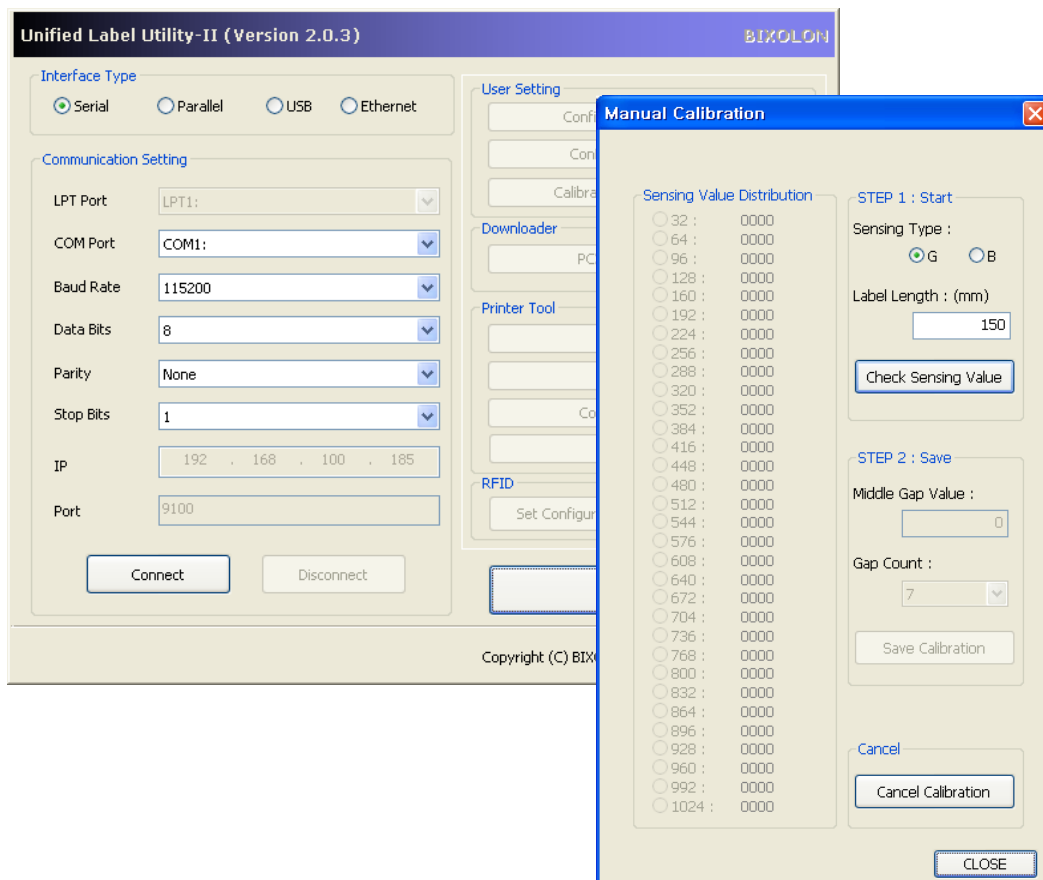 Unified Label Utility-II (Version 2.0.3)
BIXOLON
Interface Type
Serial
Parallel
USB
Ethernet
Communication Setting
LPT Port
LPT1:
COM Port
COM1:
Baud Rate
115200
Data Bits
8
Parity
None
Stop Bits
1
IP
192 . 168 . 100 . 185
Port
9100
Connect
Disconnect
User Setting
Confi
Con
Calibra
Downloader
PC
Printer Tool
Co
RFID
Set Configur
Copyright (C) BIX
Manual Calibration
Sensing Value Distribution
32 : 0000
64 : 0000
96 : 0000
128 : 0000
160 : 0000
192 : 0000
224 : 0000
256 : 0000
288 : 0000
320 : 0000
352 : 0000
384 : 0000
416 : 0000
448 : 0000
480 : 0000
512 : 0000
544 : 0000
576 : 0000
608 : 0000
640 : 0000
672 : 0000
704 : 0000
736 : 0000
768 : 0000
800 : 0000
832 : 0000
864 : 0000
896 : 0000
928 : 0000
960 : 0000
992 : 0000
1024 : 0000
STEP 1 : Start
Sensing Type :
G
B
Label Length : (mm)
150
Check Sensing Value
STEP 2 : Save
Middle Gap Value :
0
Gap Count :
7
Save Calibration
Cancel
Cancel Calibration
CLOSE